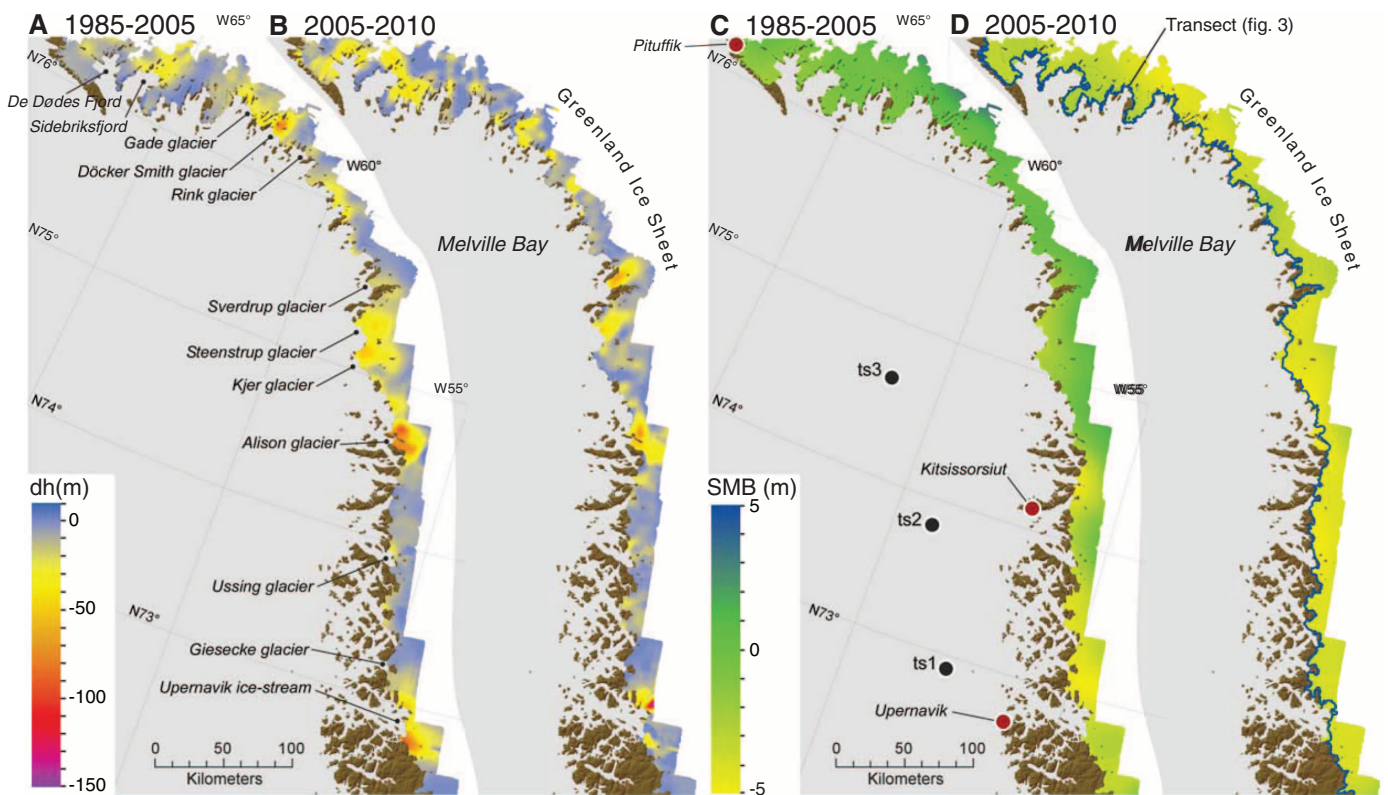 A 1985-2005
W65°
B 2005-2010
N76°
De Dødes Fjord
Sidebriksfjord
Gade glacier
Döcker Smith glacier
Rink glacier
W60°
Greenland Ice Sheet
N75°
Melville Bay
Sverdrup glacier
Steenstrup glacier
Kjer glacier
W55°
N74°
Alison glacier
dh(m)
0
-50
-100
-150
Ussing glacier
N73°
Giesecke glacier
Upernavik ice-stream
0 50 100
Kilometers
C 1985-2005
W65°
D 2005-2010
Transect (fig. 3)
Pituffik
N76°
W60°
Greenland Ice Sheet
N75°
Melville Bay
ts3
W55°
N74°
Kitsissorsiut
SMB (m)
5
0
-5
ts2
N73°
ts1
Upernavik
0 50 100
Kilometers